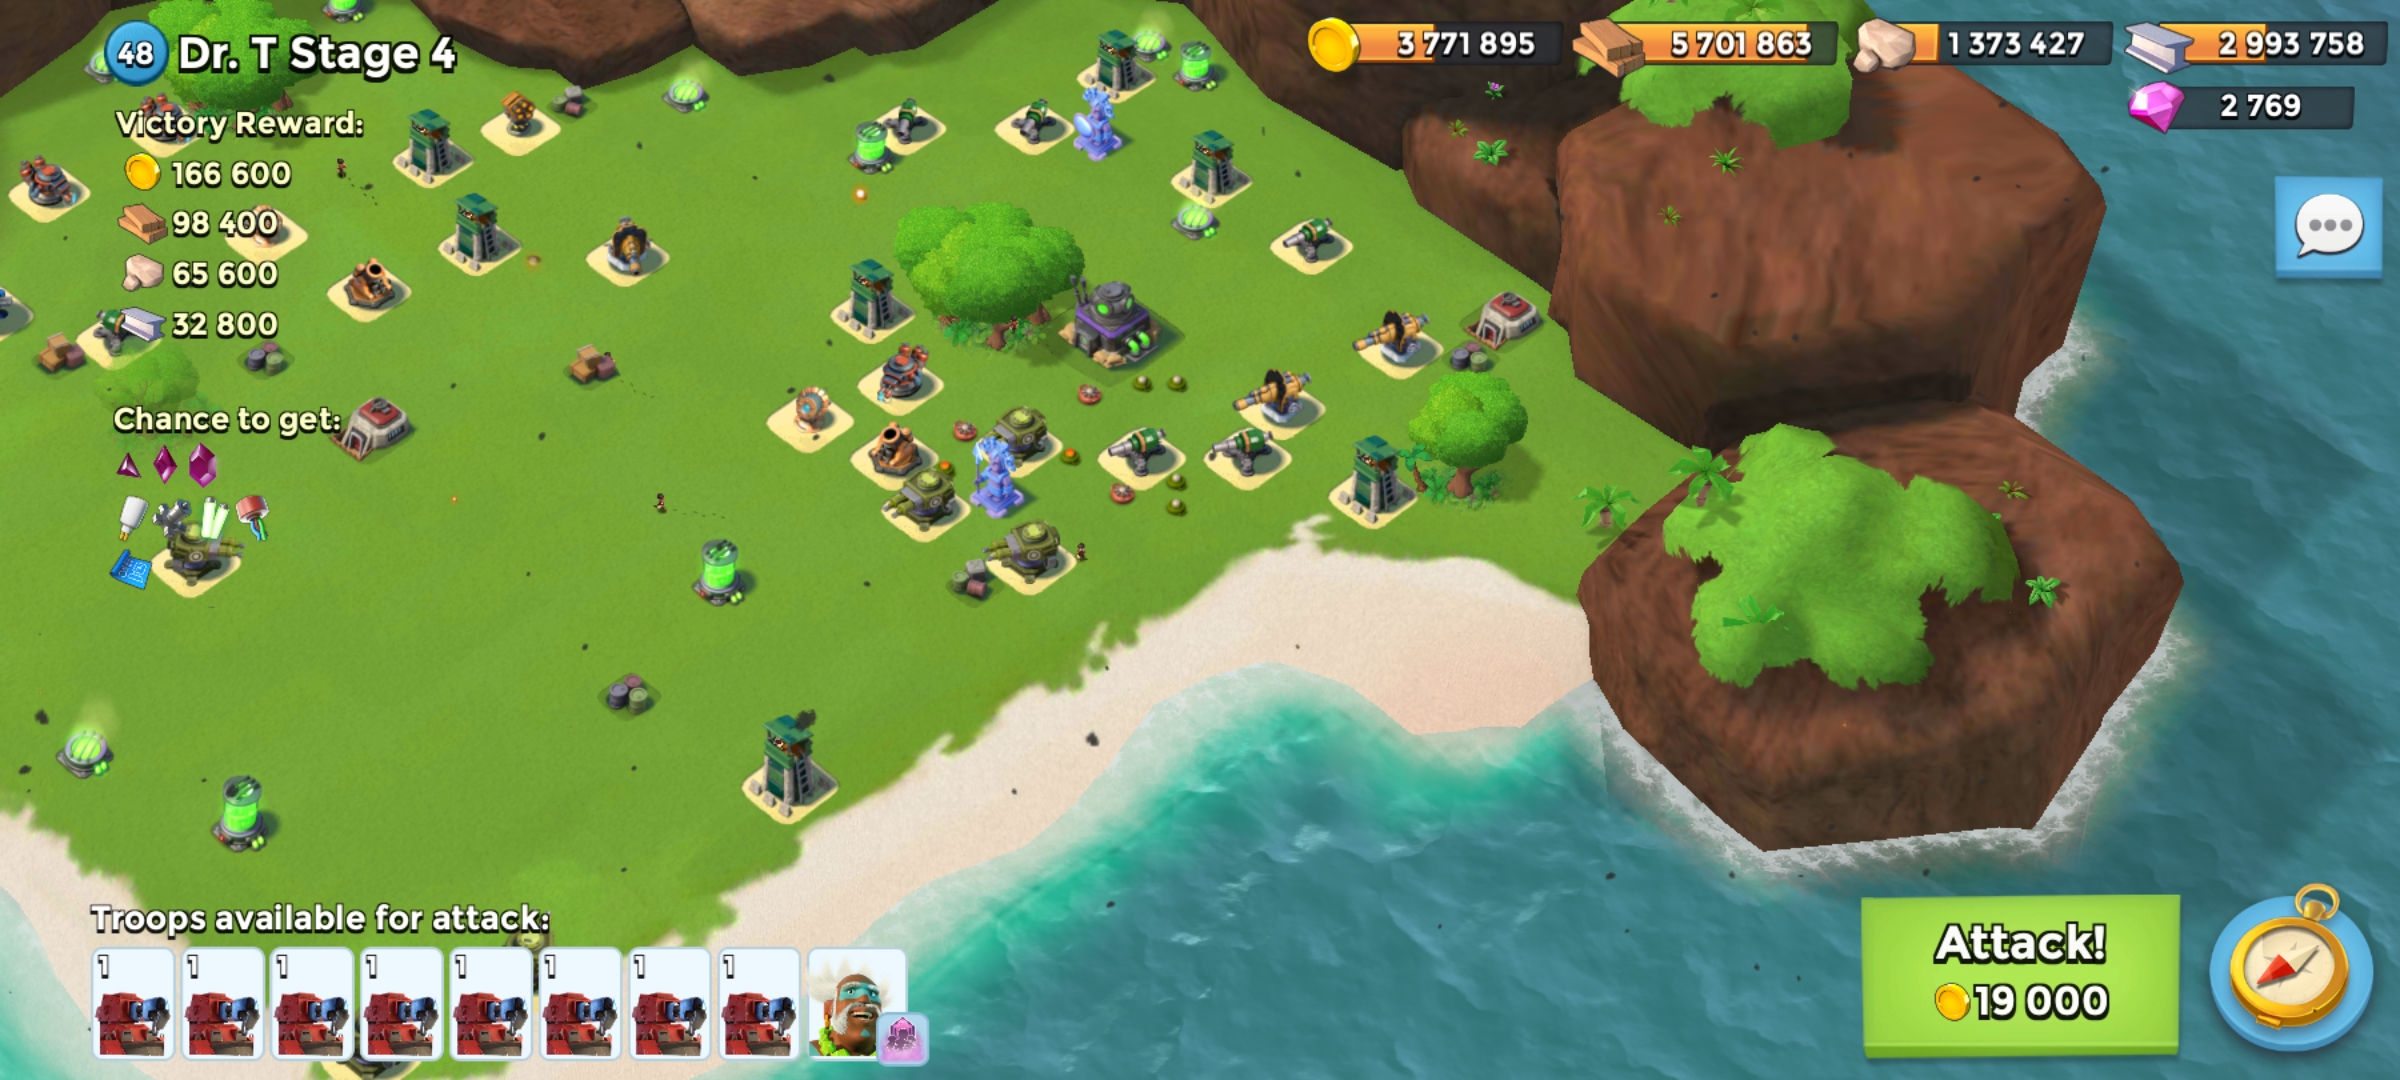 48 Dr. T Stage 4
3 771 895
5 701 863
1 373 427
2 993 758
2 769
Victory Reward:
166 600
98 400
65 600
32 800
Chance to get:
Troops available for attack:
1 1 1 1 1 1 1 1
Attack!
19 000